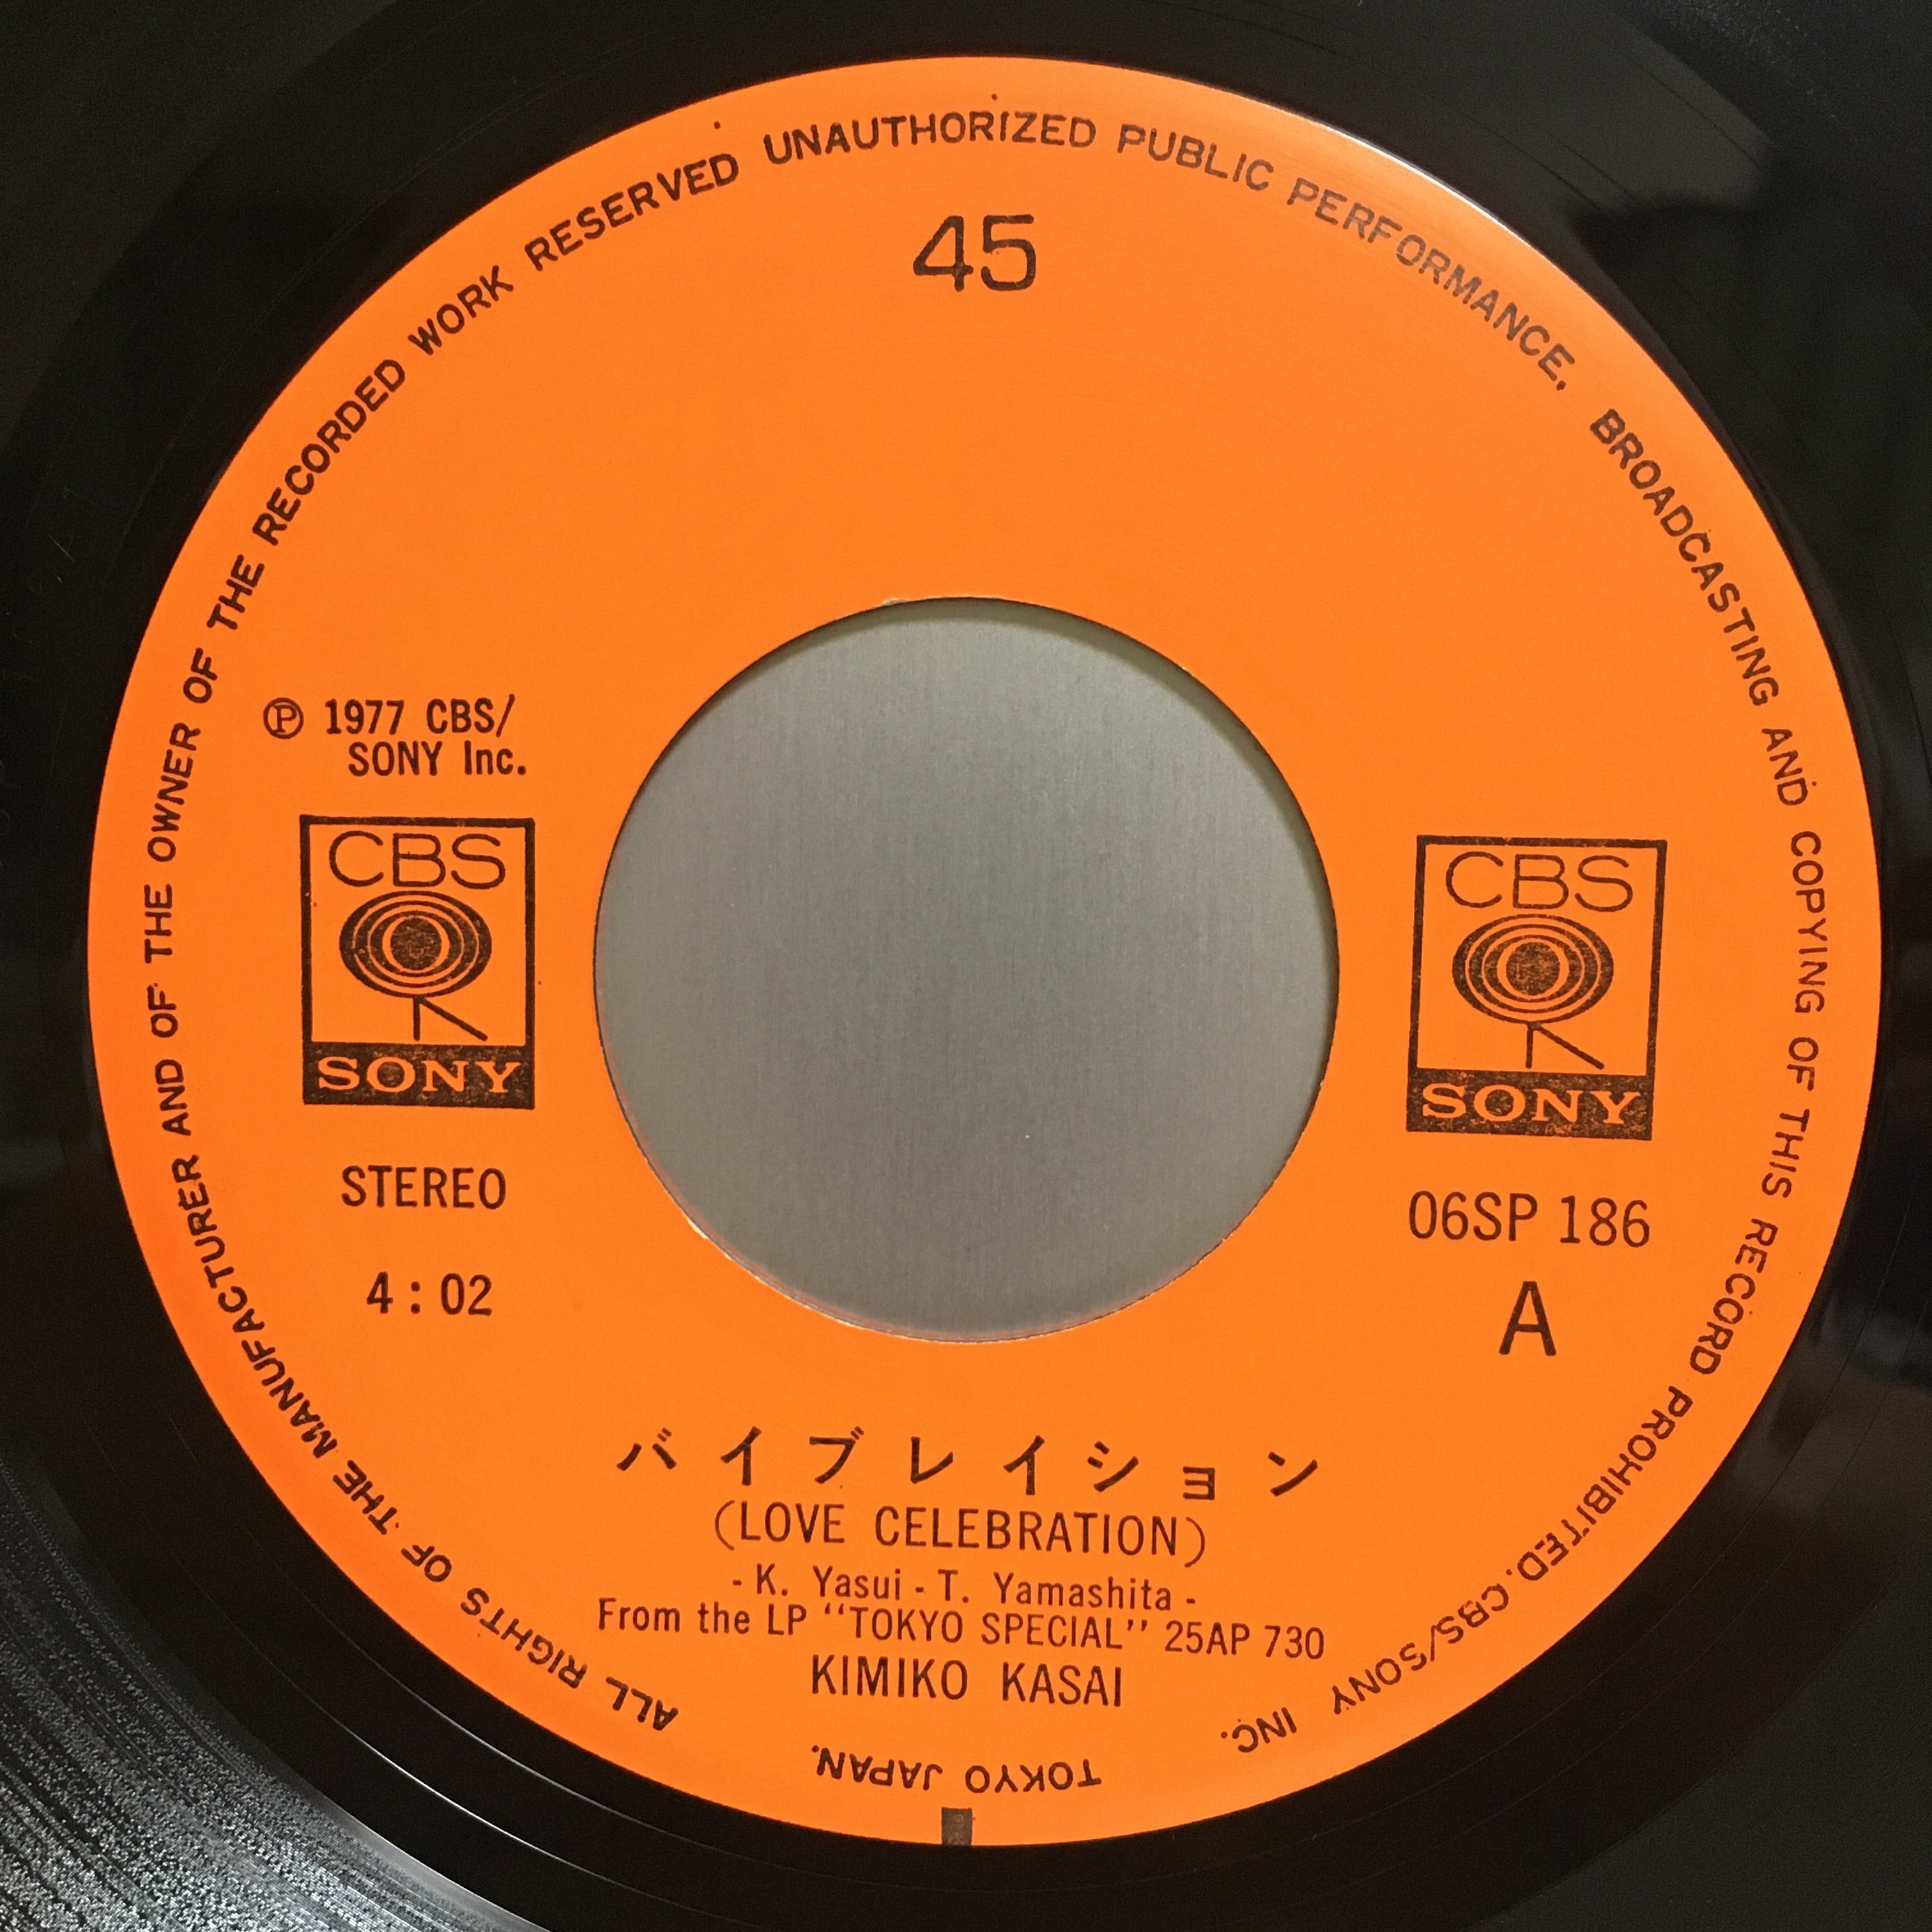 ALL RIGHTS OF THE MANUFACTURER AND OF THE OWNER OF THE RECORDED WORK RESERVED UNAUTHORIZED PUBLIC PERFORMANCE, BROADCASTING AND COPYING OF THIS RECORD PROHIBITED. CBS/SONY INC. TOKYO JAPAN.
45
Ⓟ 1977 CBS/
SONY Inc.
CBS
SONY
STEREO
4:02
CBS
SONY
06SP 186
A
バイブレイション
(LOVE CELEBRATION)
- K. Yasui - T. Yamashita -
From the LP “TOKYO SPECIAL” 25AP 730
KIMIKO KASAI